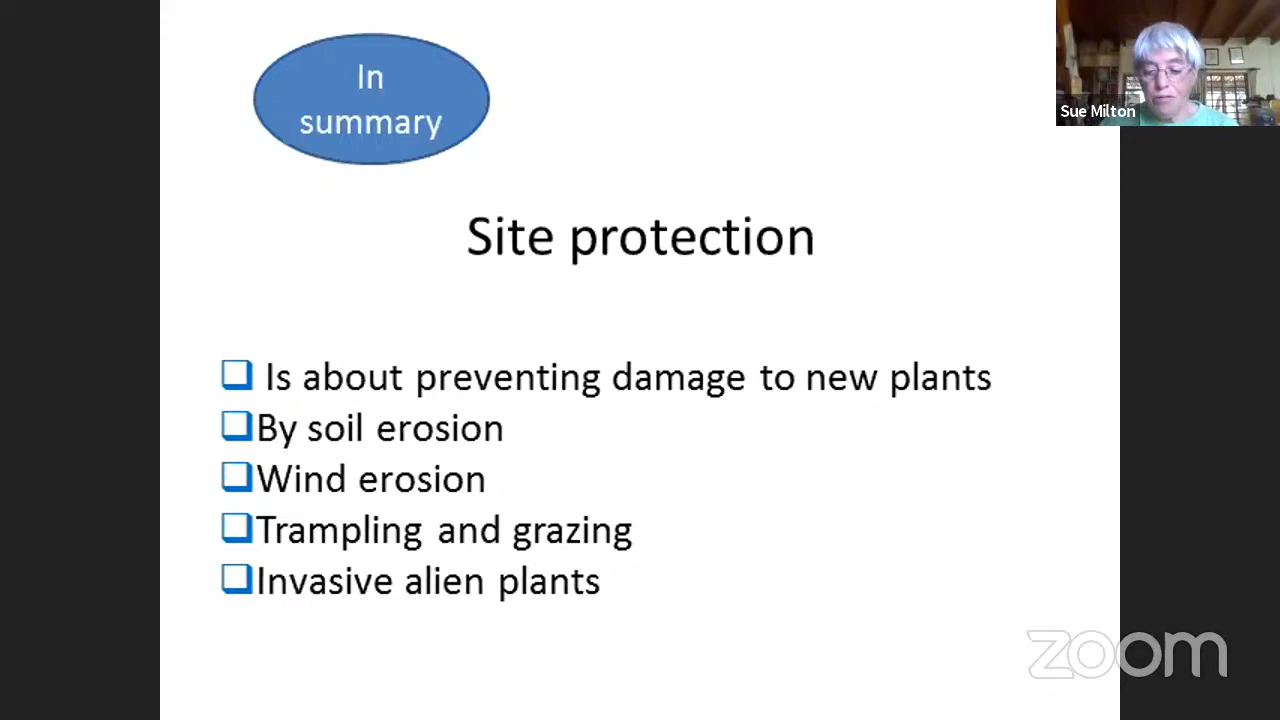 In
summary
Sue Milton
Site protection
Is about preventing damage to new plants
By soil erosion
Wind erosion
Trampling and grazing
Invasive alien plants
zoom